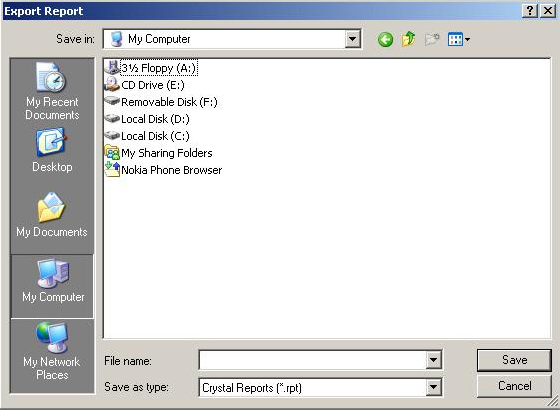 Export Report
Save in:
My Computer
My Recent
Documents
Desktop
My Documents
My Computer
My Network
Places
3½ Floppy (A:)
CD Drive (E:)
Removable Disk (F:)
Local Disk (D:)
Local Disk (C:)
My Sharing Folders
Nokia Phone Browser
File name:
Save
Save as type:
Crystal Reports (*.rpt)
Cancel